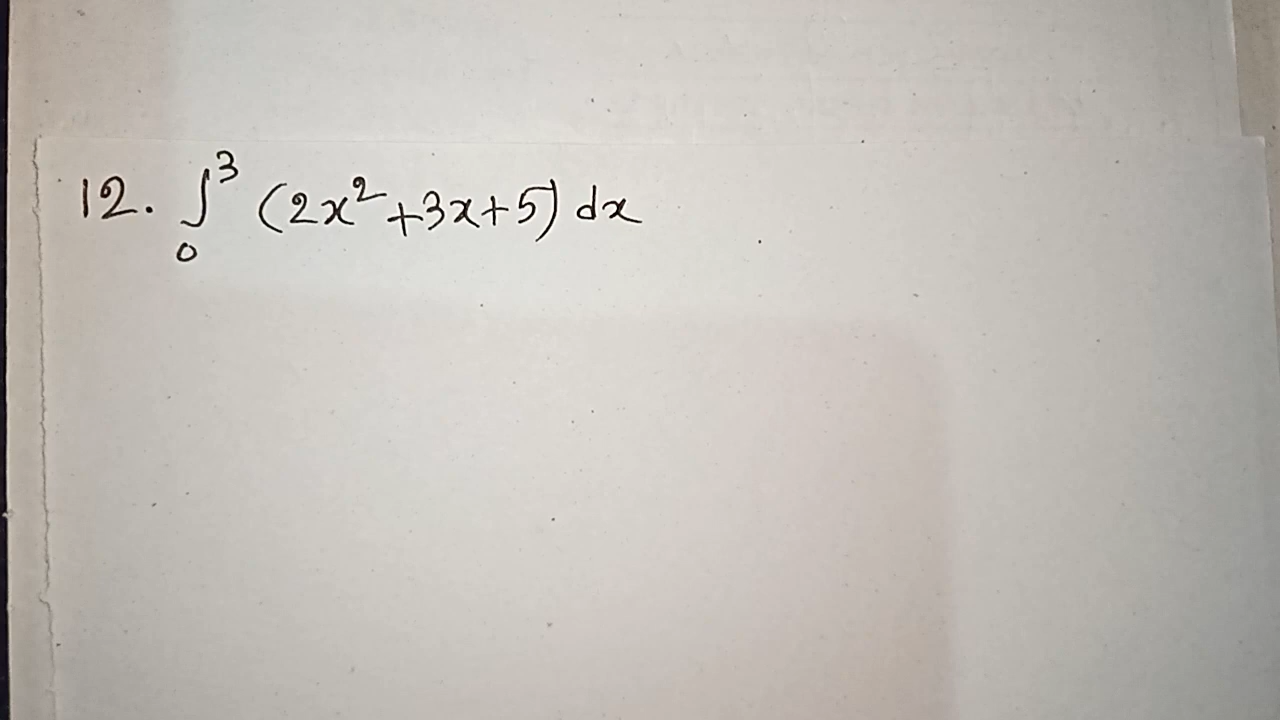 12. ∫₀³ (2x² + 3x + 5) dx